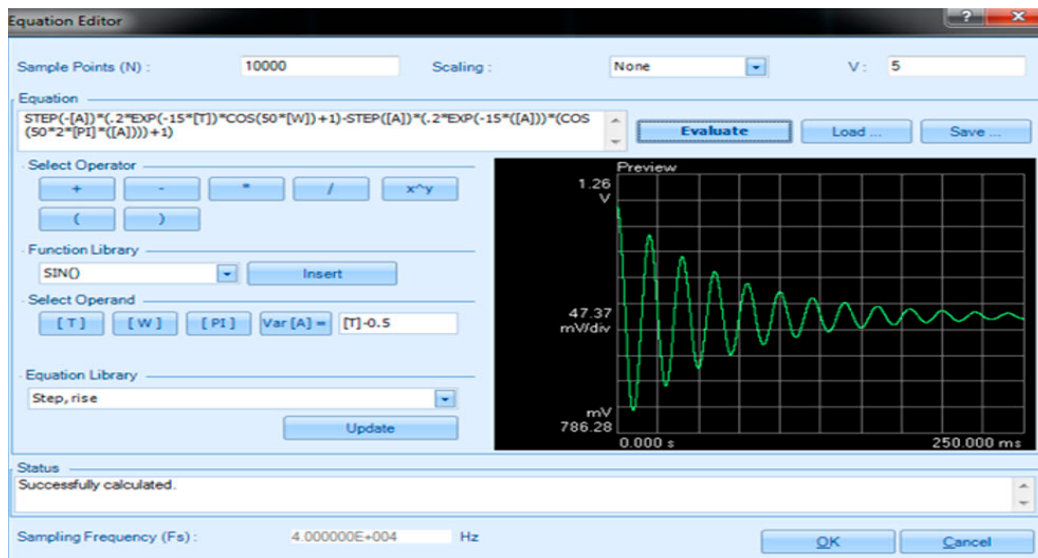 Equation Editor
Sample Points (N) : 10000 Scaling : None V : 5
Equation
STEP(-[A])*(.2*EXP(-15*[T])*COS(50*[W])+1)-STEP([A])*(.2*EXP(-15*([A]))*(COS
(50*2*[PI]*([A])))+1)
Evaluate Load ... Save ...
Select Operator
+ - * / x^y
( )
Function Library
SIN() Insert
Select Operand
[ T ] [ W ] [ PI ] Var [A] = [T]-0.5
Equation Library
Step, rise
Update
Preview
1.26
V
47.37
mV/div
mV
786.28
0.000 s 250.000 ms
Status
Successfully calculated.
Sampling Frequency (Fs) : 4.000000E+004 Hz
OK Cancel